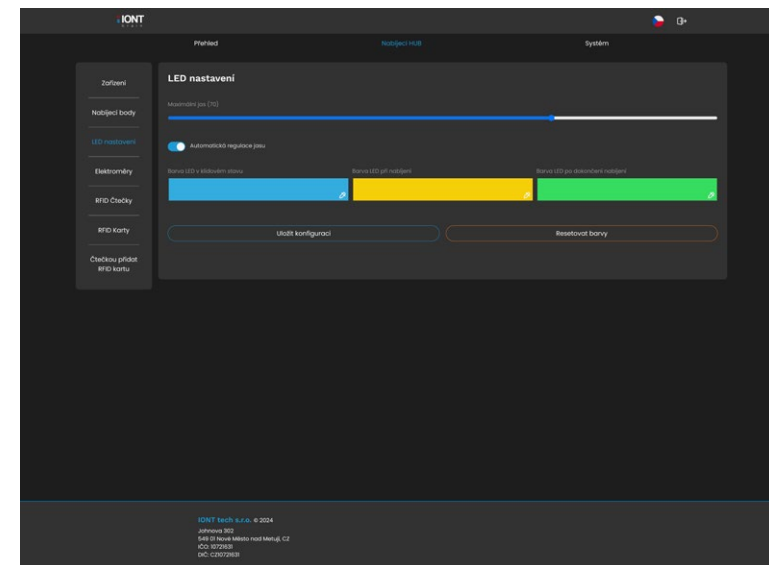 IONT
Přehled
Nabíjecí HUB
Systém
Zařízení
Nabíjecí body
LED nastavení
Elektroměry
RFID Čtečky
RFID Karty
Čtečkou přidat
RFID kartu
LED nastavení
Maximální jas (70)
Automatická regulace jasu
Barva LED v klidovém stavu
Barva LED při nabíjení
Barva LED po dokončení nabíjení
Uložit konfiguraci
Resetovat barvy
IONT tech s.r.o. © 2024
Johnova 302
549 01 Nové Město nad Metují, CZ
IČO: 10721631
DIČ: CZ10721631